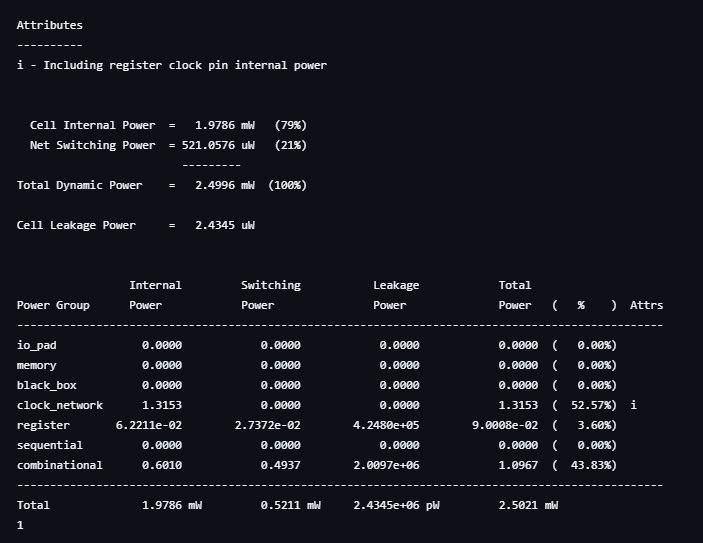 Attributes
----------
i - Including register clock pin internal power
Cell Internal Power  =   1.9786 mW   (79%)
Net Switching Power  = 521.0576 uW   (21%)
---------
Total Dynamic Power    =   2.4996 mW  (100%)
Cell Leakage Power     =   2.4345 uW
Internal         Switching           Leakage            Total
Power Group      Power            Power               Power              Power  (   %    )  Attrs
--------------------------------------------------------------------------------------------------
io_pad             0.0000            0.0000            0.0000            0.0000  (   0.00%)
memory             0.0000            0.0000            0.0000            0.0000  (   0.00%)
black_box          0.0000            0.0000            0.0000            0.0000  (   0.00%)
clock_network      1.3153            0.0000            0.0000            1.3153  (  52.57%)  i
register       6.2211e-02        2.7372e-02        4.2480e+05        9.0008e-02  (   3.60%)
sequential         0.0000            0.0000            0.0000            0.0000  (   0.00%)
combinational      0.6010            0.4937        2.0097e+06            1.0967  (  43.83%)
--------------------------------------------------------------------------------------------------
Total              1.9786 mW         0.5211 mW     2.4345e+06 pW         2.5021 mW
1